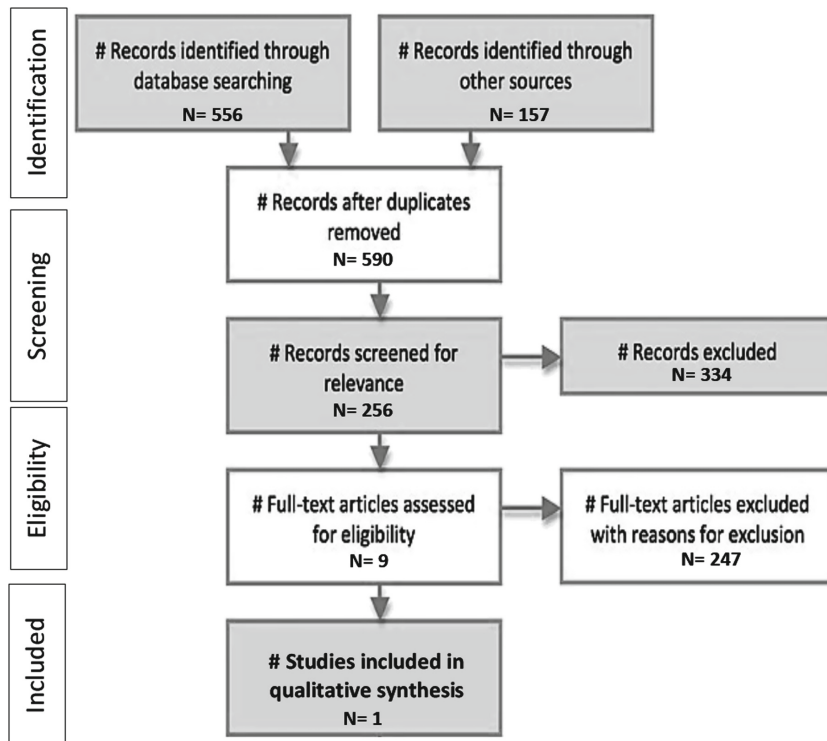 Identification
# Records identified through
database searching
N= 556
# Records identified through
other sources
N= 157
# Records after duplicates
removed
N= 590
Screening
# Records screened for
relevance
N= 256
# Records excluded
N= 334
Eligibility
# Full-text articles assessed
for eligibility
N= 9
# Full-text articles excluded
with reasons for exclusion
N= 247
Included
# Studies included in
qualitative synthesis
N= 1